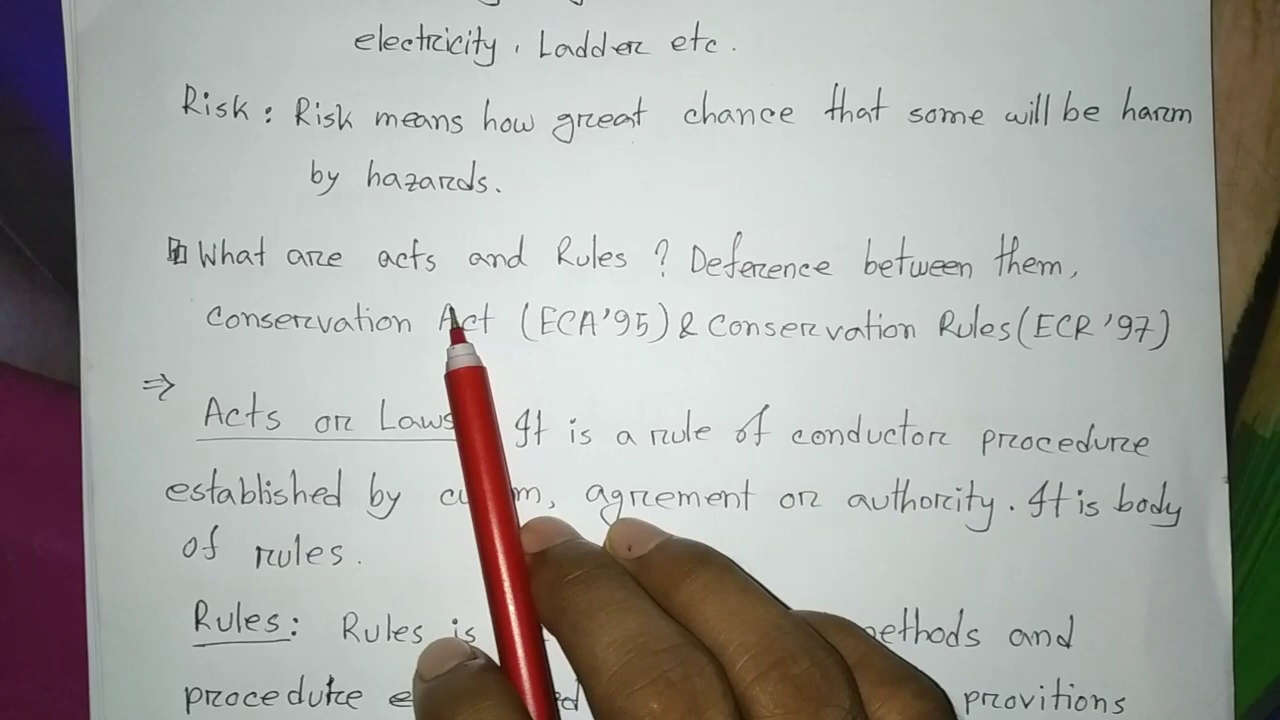 electricity, Ladder etc.
Risk: Risk means how great chance that some will be harm
by hazards.
What are acts and Rules? Deference between them,
Conservation Act (ECA'95) & Conservation Rules (ECR'97)
⇒
Acts or Laws It is a rule of conductor procedure
established by agrement or authority. It is body
of rules.
Rules: Rules is and
procedure provitions